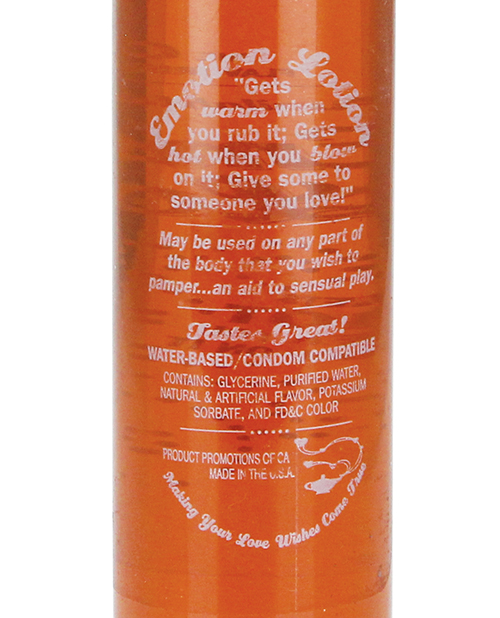 Emotion Lotion
"Gets
warm when
you rub it; Gets
hot when you blow
on it; Give some to
someone you love!"
May be used on any part of
the body that you wish to
pamper...an aid to sensual play.
Tastes Great!
WATER-BASED/CONDOM COMPATIBLE
CONTAINS: GLYCERINE, PURIFIED WATER,
NATURAL & ARTIFICIAL FLAVOR, POTASSIUM
SORBATE, AND FD&C COLOR
PRODUCT PROMOTIONS OF CA
MADE IN THE U.S.A.
Making Your Love Wishes Come True